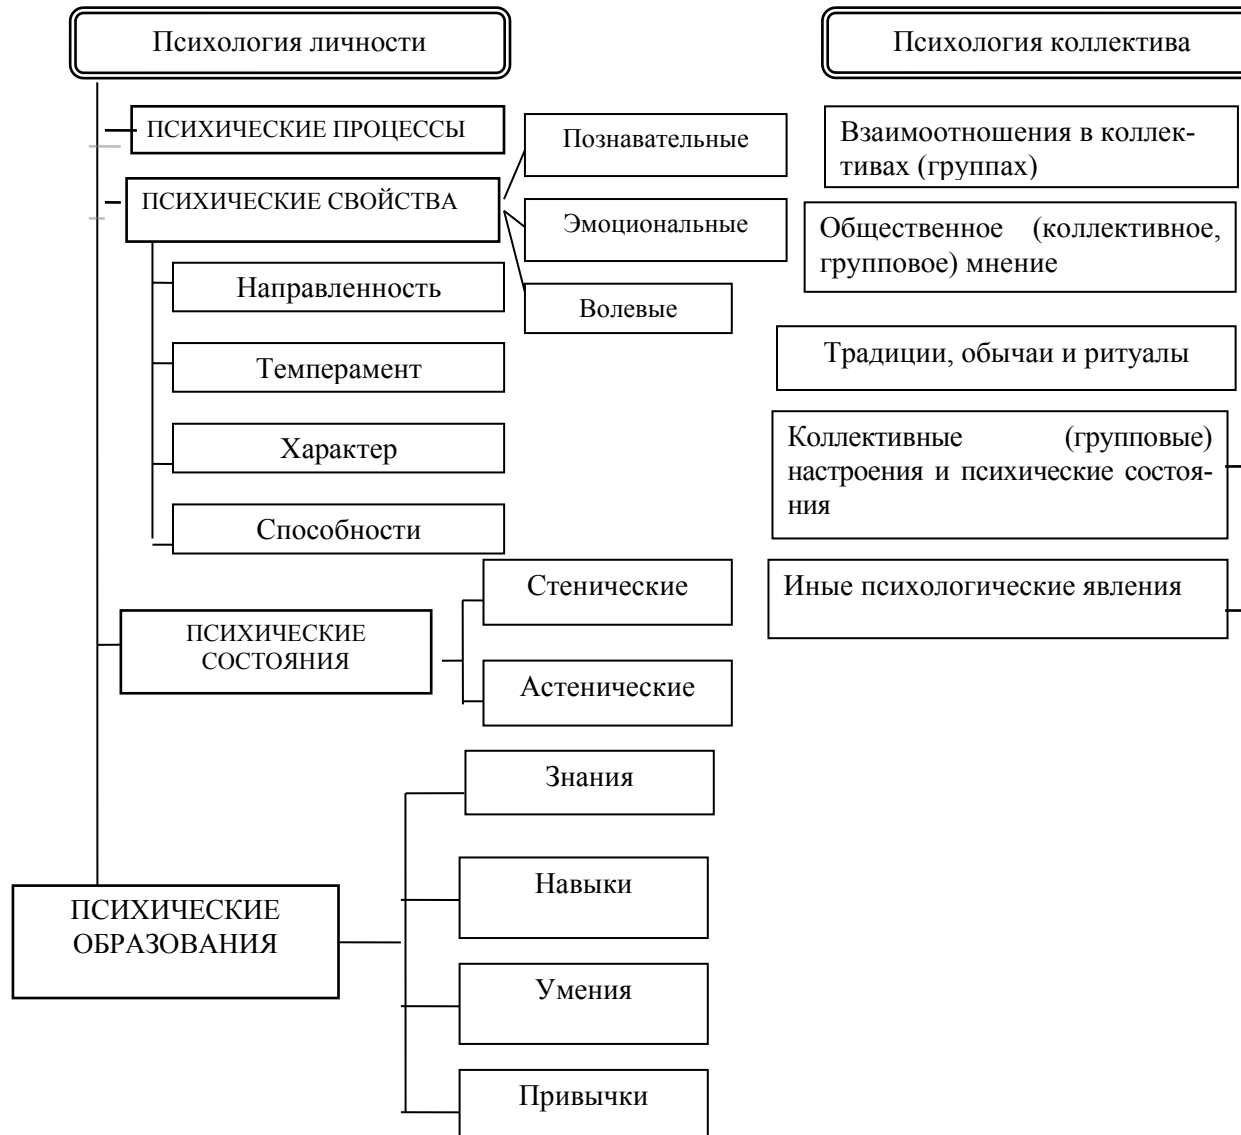 Психология личности
ПСИХИЧЕСКИЕ ПРОЦЕССЫ
ПСИХИЧЕСКИЕ СВОЙСТВА
Познавательные
Эмоциональные
Волевые
Направленность
Темперамент
Характер
Способности
ПСИХИЧЕСКИЕ
СОСТОЯНИЯ
Стенические
Астенические
ПСИХИЧЕСКИЕ
ОБРАЗОВАНИЯ
Знания
Навыки
Умения
Привычки
Психология коллектива
Взаимоотношения в коллек-
тивах (группах)
Общественное (коллективное,
групповое) мнение
Традиции, обычаи и ритуалы
Коллективные (групповые)
настроения и психические состоя-
ния
Иные психологические явления